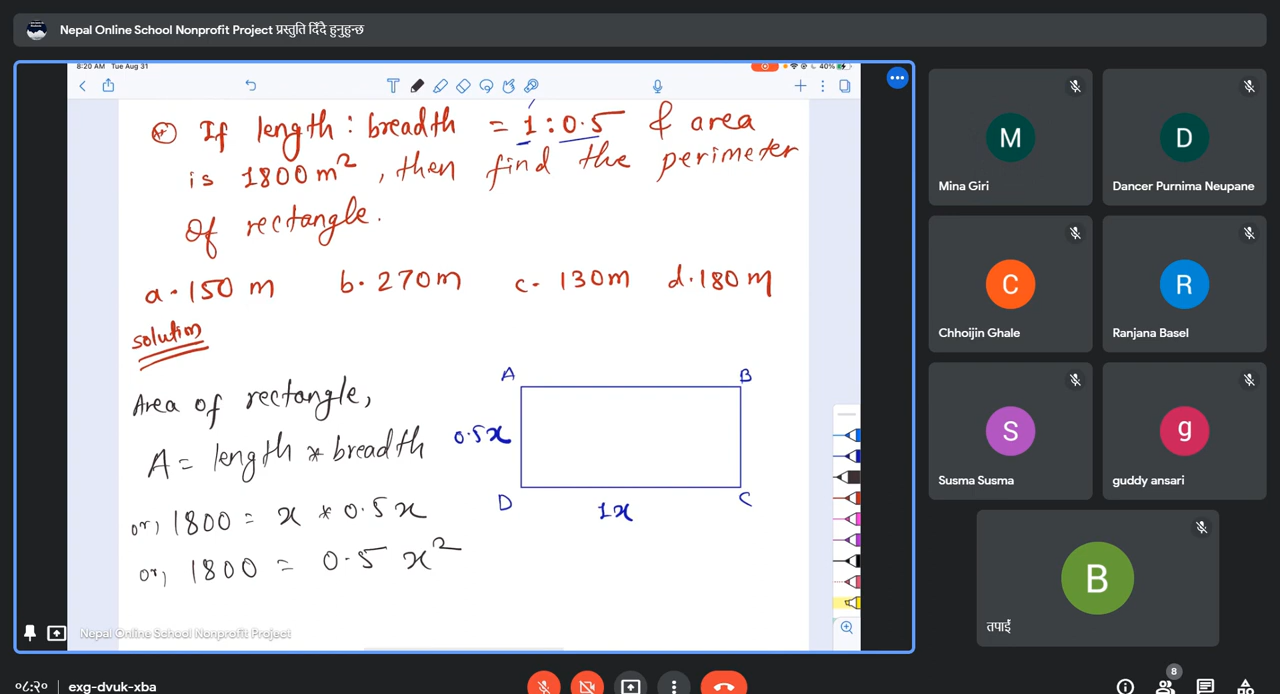 Nepal Online School Nonprofit Project प्रस्तुति दिँदै हुनुहुन्छ
8:20 AM Tue Aug 31
40%
If length : breadth = 1 : 0.5 & area
is 1800 m², then find the perimeter
of rectangle.
a. 150 m b. 270 m c. 130 m d. 180 m
solution
Area of rectangle,
A = length * breadth
or, 1800 = x * 0.5x
or, 1800 = 0.5 x²
A
B
0.5x
D
C
1x
Nepal Online School Nonprofit Project
M
Mina Giri
D
Dancer Purnima Neupane
C
Chhoijin Ghale
R
Ranjana Basel
S
Susma Susma
g
guddy ansari
B
तपाईं
०८:२०
exg-dvuk-xba
8